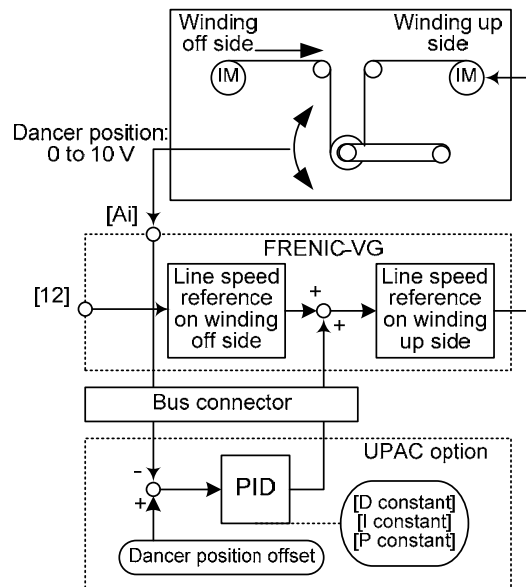 Winding
off side
Winding up
side
IM
IM
Dancer position:
0 to 10 V
[Ai]
FRENIC-VG
[12]
Line speed
reference
on winding
off side
+
+
Line speed
reference
on winding
up side
Bus connector
UPAC option
-
+
PID
[D constant]
[I constant]
[P constant]
Dancer position offset